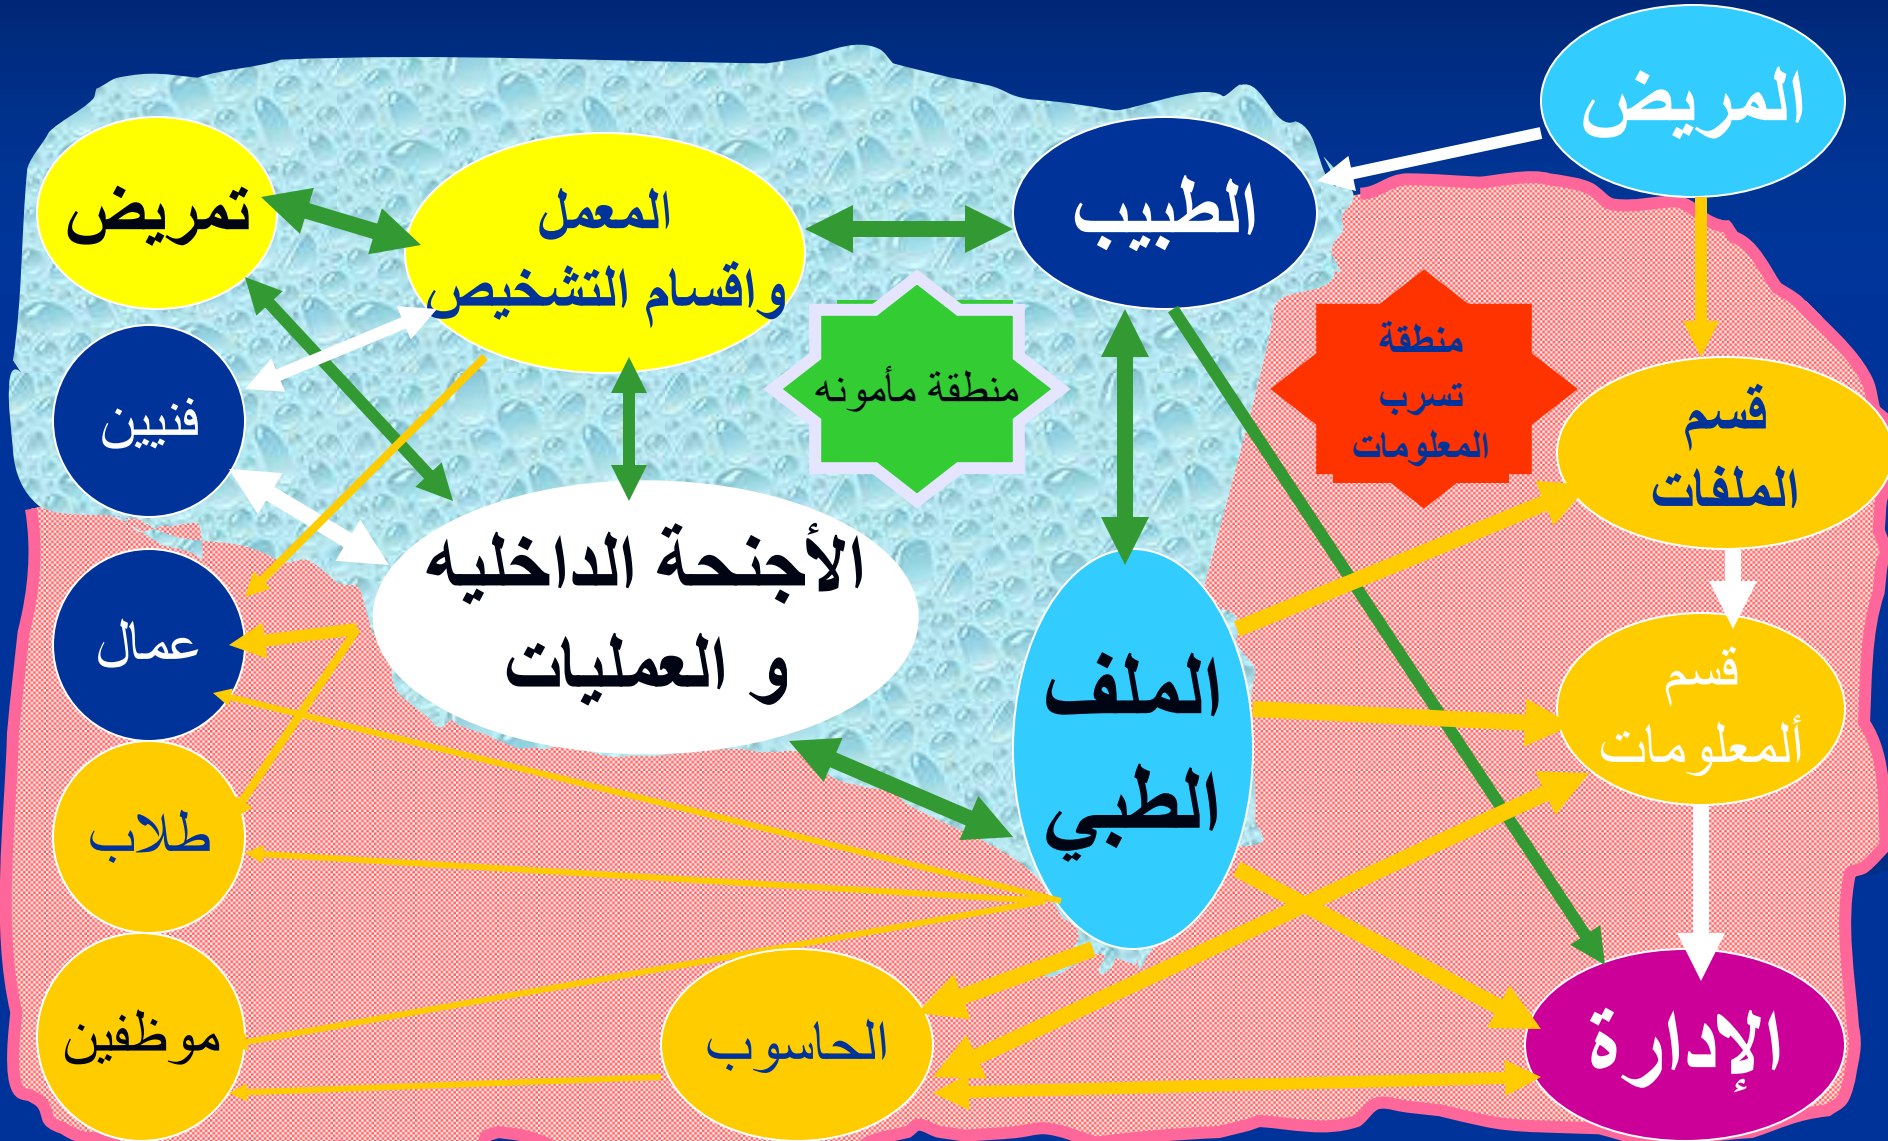 المريض
الطبيب
المعمل
واقسام التشخيص
تمريض
منطقة
تسرب
المعلومات
منطقة مأمونه
قسم
الملفات
فنيين
الأجنحة الداخليه
و العمليات
عمال
الملف
الطبي
قسم
ألمعلومات
طلاب
موظفين
الحاسوب
الإدارة